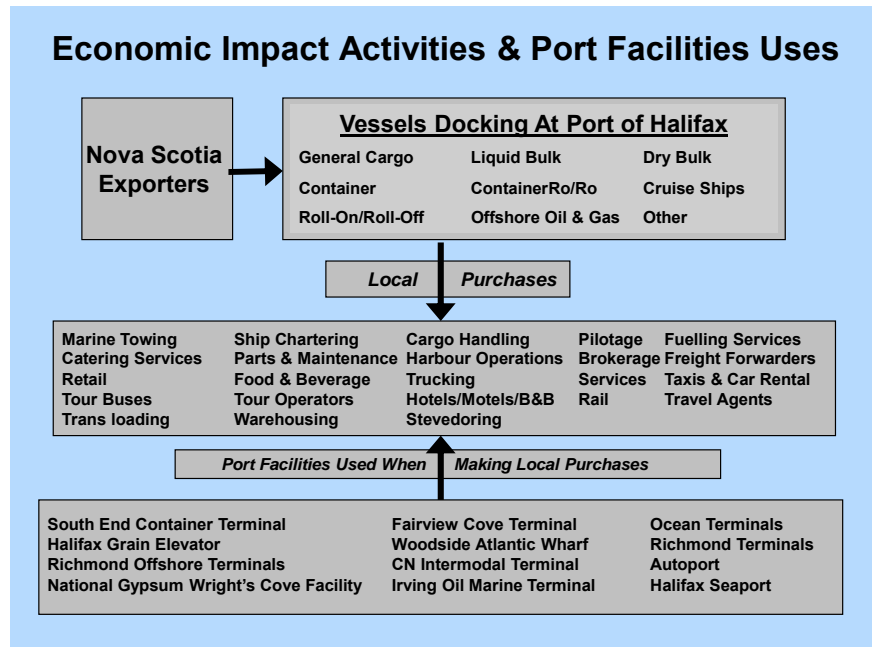 Economic Impact Activities & Port Facilities Uses
Nova Scotia
Exporters
Vessels Docking At Port of Halifax
General Cargo Liquid Bulk Dry Bulk
Container ContainerRo/Ro Cruise Ships
Roll-On/Roll-Off Offshore Oil & Gas Other
Local Purchases
Marine Towing Ship Chartering Cargo Handling Pilotage Fuelling Services
Catering Services Parts & Maintenance Harbour Operations Brokerage Freight Forwarders
Retail Food & Beverage Trucking Services Taxis & Car Rental
Tour Buses Tour Operators Hotels/Motels/B&B Rail Travel Agents
Trans loading Warehousing Stevedoring
Port Facilities Used When Making Local Purchases
South End Container Terminal Fairview Cove Terminal Ocean Terminals
Halifax Grain Elevator Woodside Atlantic Wharf Richmond Terminals
Richmond Offshore Terminals CN Intermodal Terminal Autoport
National Gypsum Wright's Cove Facility Irving Oil Marine Terminal Halifax Seaport